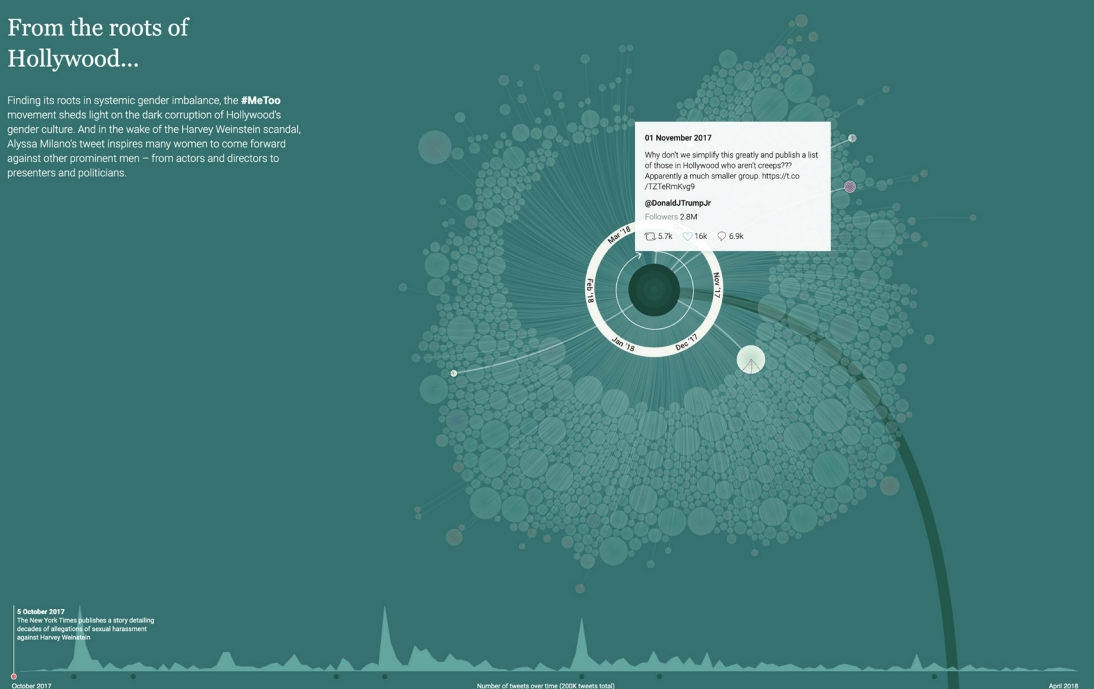 From the roots of
Hollywood...
Finding its roots in systemic gender imbalance, the #MeToo
movement sheds light on the dark corruption of Hollywood's
gender culture. And in the wake of the Harvey Weinstein scandal,
Alyssa Milano's tweet inspires many women to come forward
against other prominent men – from actors and directors to
presenters and politicians.
01 November 2017
Why don't we simplify this greatly and publish a list
of those in Hollywood who aren't creeps???
Apparently a much smaller group. https://t.co
/TZTeRmKvg9
@DonaldJTrumpJr
Followers 2.8M
5.7k 16k 6.9k
Mar '18
Nov '17
Feb '18
Jan '18
Dec '17
5 October 2017
The New York Times publishes a story detailing
decades of allegations of sexual harassment
against Harvey Weinstein
October 2017
Number of tweets over time (200K tweets total)
April 2018